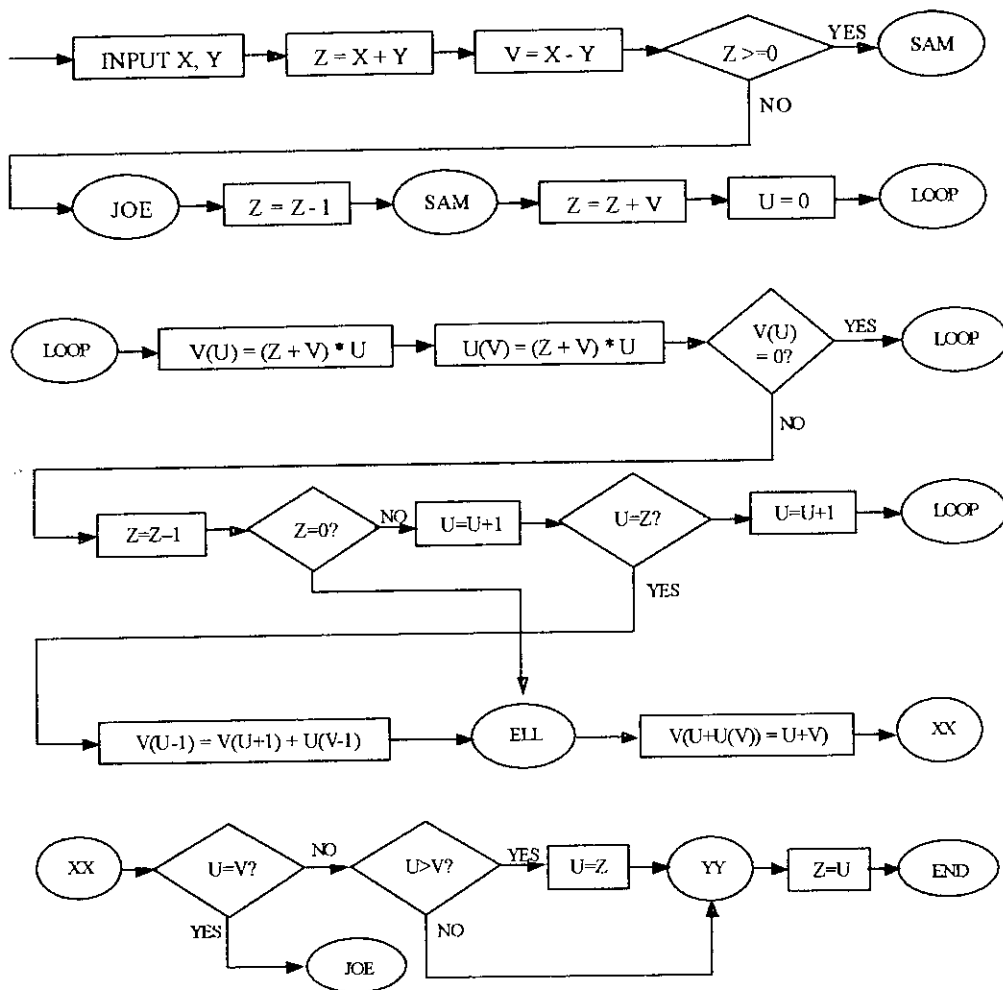 INPUT X, Y
Z = X + Y
V = X - Y
Z >=0
YES
SAM
NO
JOE
Z = Z - 1
SAM
Z = Z + V
U = 0
LOOP
LOOP
V(U) = (Z + V) * U
U(V) = (Z + V) * U
V(U)
= 0?
YES
LOOP
NO
Z=Z-1
Z=0?
NO
U=U+1
U=Z?
U=U+1
LOOP
YES
V(U-1) = V(U+1) + U(V-1)
ELL
V(U+U(V)) = U+V)
XX
XX
U=V?
NO
U>V?
YES
U=Z
YY
Z=U
END
YES
NO
JOE